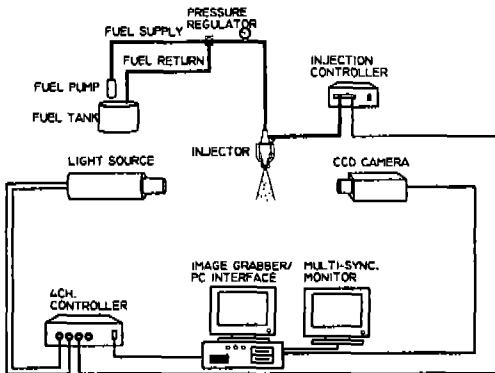 PRESSURE
REGULATOR
FUEL SUPPLY
FUEL RETURN
FUEL PUMP
FUEL TANK
INJECTION
CONTROLLER
INJECTOR
LIGHT SOURCE
CCD CAMERA
IMAGE GRABBER/
PC INTERFACE
MULTI-SYNC.
MONITOR
4CH.
CONTROLLER